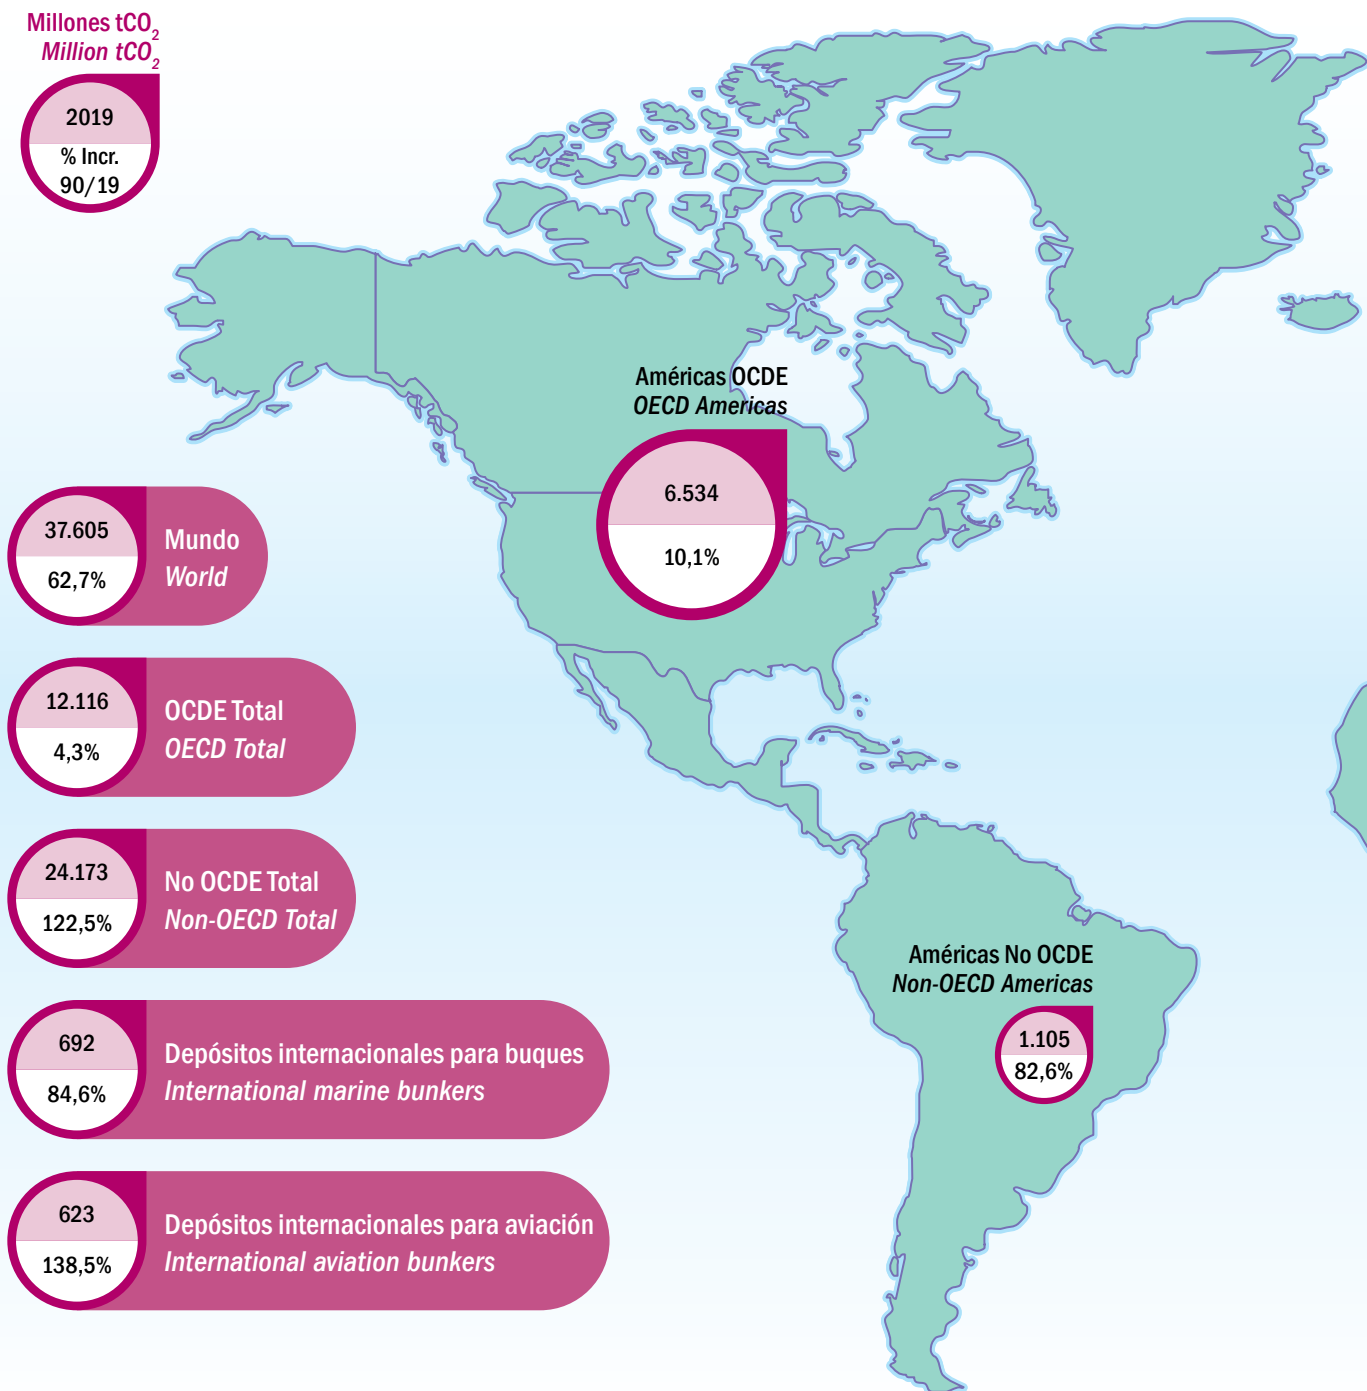 Millones tCO₂
Million tCO₂
2019
% Incr.
90/19
Américas OCDE
OECD Americas
6.534
10,1%
37.605
62,7%
Mundo
World
12.116
4,3%
OCDE Total
OECD Total
24.173
122,5%
No OCDE Total
Non-OECD Total
Américas No OCDE
Non-OECD Americas
1.105
82,6%
692
84,6%
Depósitos internacionales para buques
International marine bunkers
623
138,5%
Depósitos internacionales para aviación
International aviation bunkers